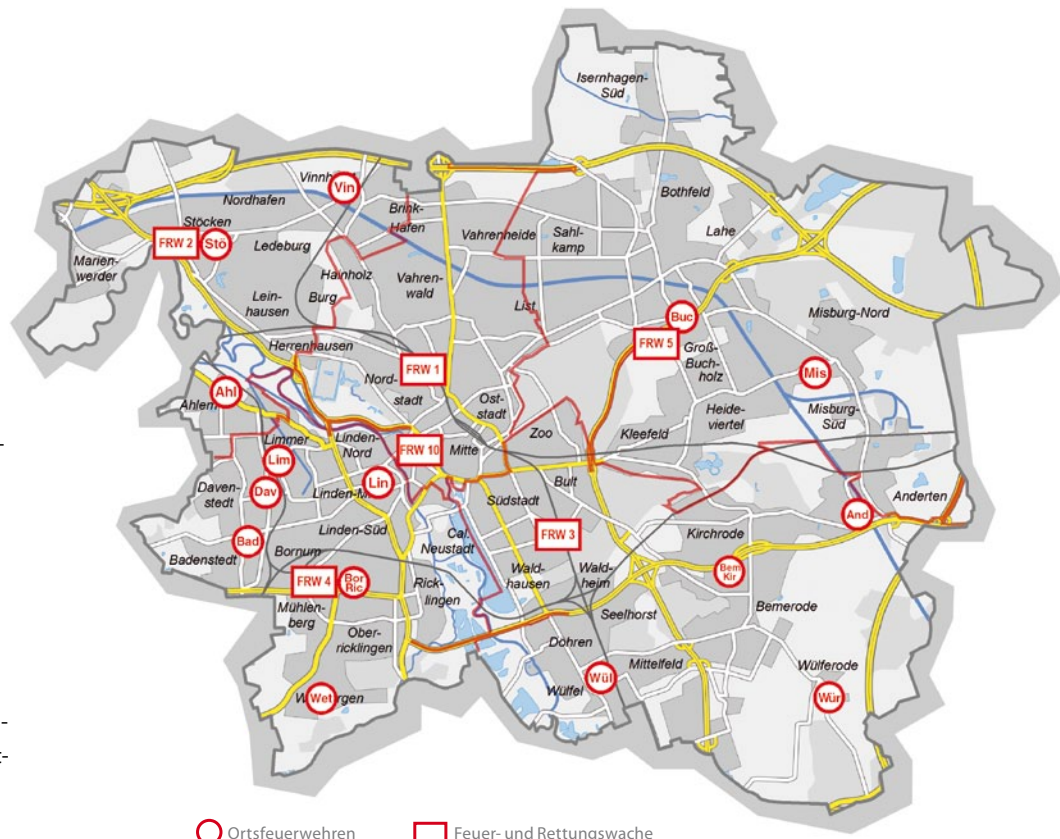 Isernhagen-
Süd
Vin
Nordhafen
Bothfeld
Brink-
Hafen
Stöcken
FRW 2
Stö
Ledeburg
Vahrenheide
Sahl-
kamp
Lahe
Marien-
werder
Hainholz
Vahren-
wald
Lein-
hausen
Burg
List
Buc
Misburg-Nord
Herrenhausen
FRW 1
FRW 5
Groß-
Buch-
holz
Mis
Nord-
stadt
Ahl
Ahlem
Ost-
stadt
Heide-
viertel
Misburg-
Süd
Limmer
Linden-
Nord
FRW 10
Mitte
Zoo
Kleefeld
Lim
Daven-
stedt
Dav
Lin
Südstadt
Bult
Anderten
And
Linden-Süd
Cal.
Neustadt
FRW 3
Kirchrode
Bad
Badenstedt
Bornum
Wald-
hausen
Wald-
heim
Bem
Kir
FRW 4
Bor
Ric
Rick-
lingen
Bemerode
Mühlen-
berg
Seelhorst
Ober-
ricklingen
Döhren
Mittelfeld
Wülferode
Wet
Wülfel
Wül
Wür
-
-
-
Ortsfeuerwehren
Feuer- und Rettungswache